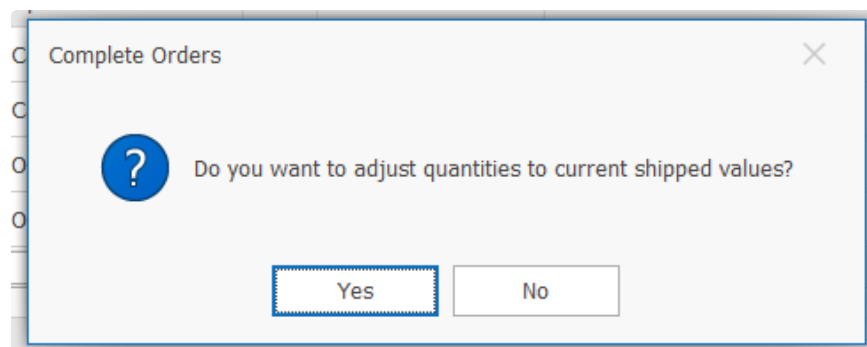 Complete Orders
C
C
O
O
?
Do you want to adjust quantities to current shipped values?
Yes
No